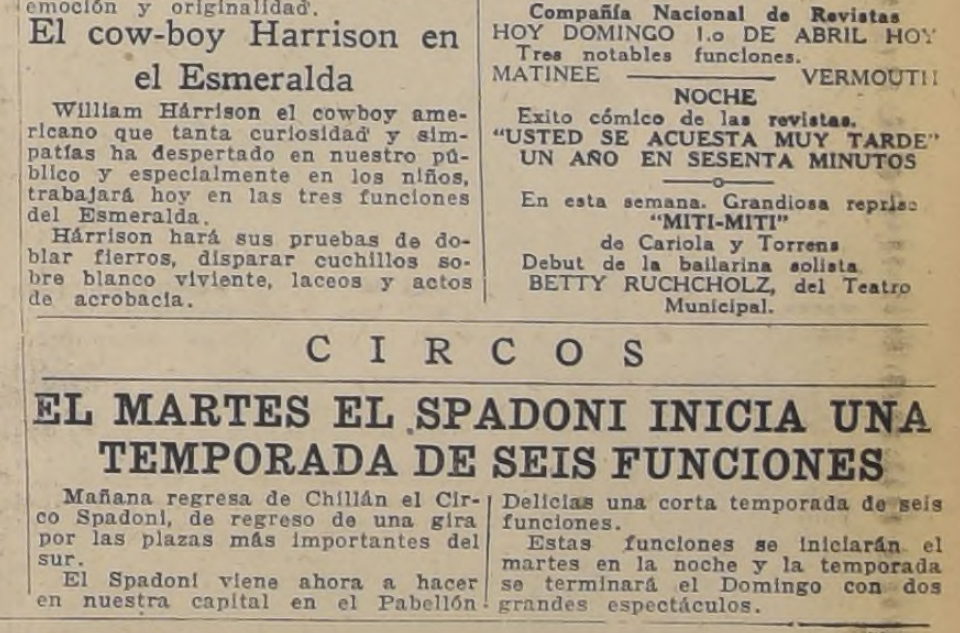 emoción y originalidad.
El cow-boy Harrison en
el Esmeralda
William Hárrison el cowboy ame-
ricano que tanta curiosidad y sim-
patías ha despertado en nuestro pú-
blico y especialmente en los niños,
trabajará hoy en las tres funciones
del Esmeralda.
Hárrison hará sus pruebas de do-
blar fierros, disparar cuchillos so-
bre blanco viviente, laceos y actos
de acrobacia.
Compañía Nacional de Revistas
HOY DOMINGO 1.o DE ABRIL HOY
Tres notables funciones.
MATINEE ——— VERMOUTH
NOCHE
Exito cómico de las revistas.
"USTED SE ACUESTA MUY TARDE"
UN AÑO EN SESENTA MINUTOS
En esta semana. Grandiosa reprise
"MITI-MITI"
de Cariola y Torrens
Debut de la bailarina solista
BETTY RUCHCHOLZ, del Teatro
Municipal.
CIRCOS
EL MARTES EL SPADONI INICIA UNA
TEMPORADA DE SEIS FUNCIONES
Mañana regresa de Chillán el Cir-
co Spadoni, de regreso de una gira
por las plazas más importantes del
sur.
El Spadoni viene ahora a hacer
en nuestra capital en el Pabellón
Delicias una corta temporada de seis
funciones.
Estas funciones se iniciarán el
martes en la noche y la temporada
se terminará el Domingo con dos
grandes espectáculos.